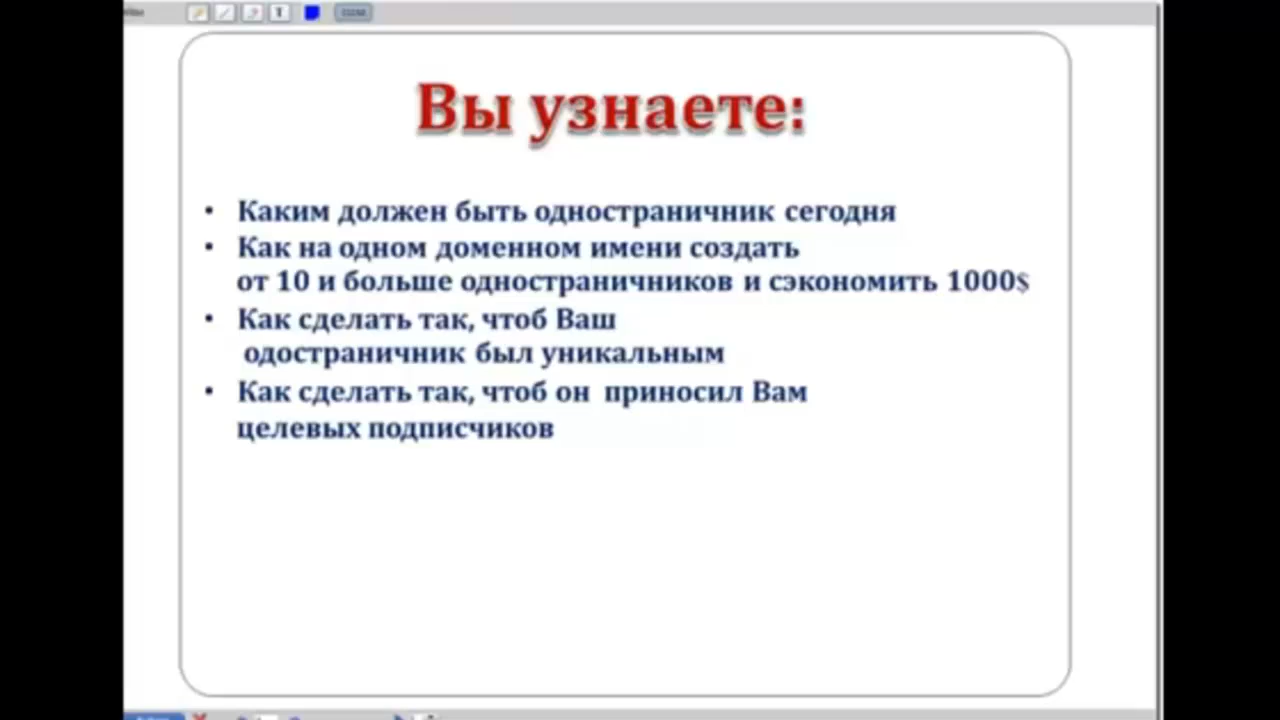 Вы узнаете:
• Каким должен быть одностраничник сегодня
• Как на одном доменном имени создать
от 10 и больше одностраничников и сэкономить 1000$
• Как сделать так, чтоб Ваш
одостраничник был уникальным
• Как сделать так, чтоб он приносил Вам
целевых подписчиков